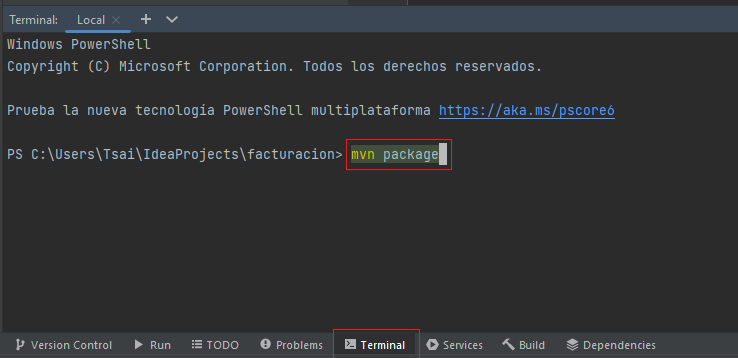 Terminal: Local × + 
Windows PowerShell
Copyright (C) Microsoft Corporation. Todos los derechos reservados.
Prueba la nueva tecnología PowerShell multiplataforma https://aka.ms/pscore6
PS C:\Users\Tsai\IdeaProjects\facturacion> mvn package
Version Control Run TODO Problems Terminal Services Build Dependencies